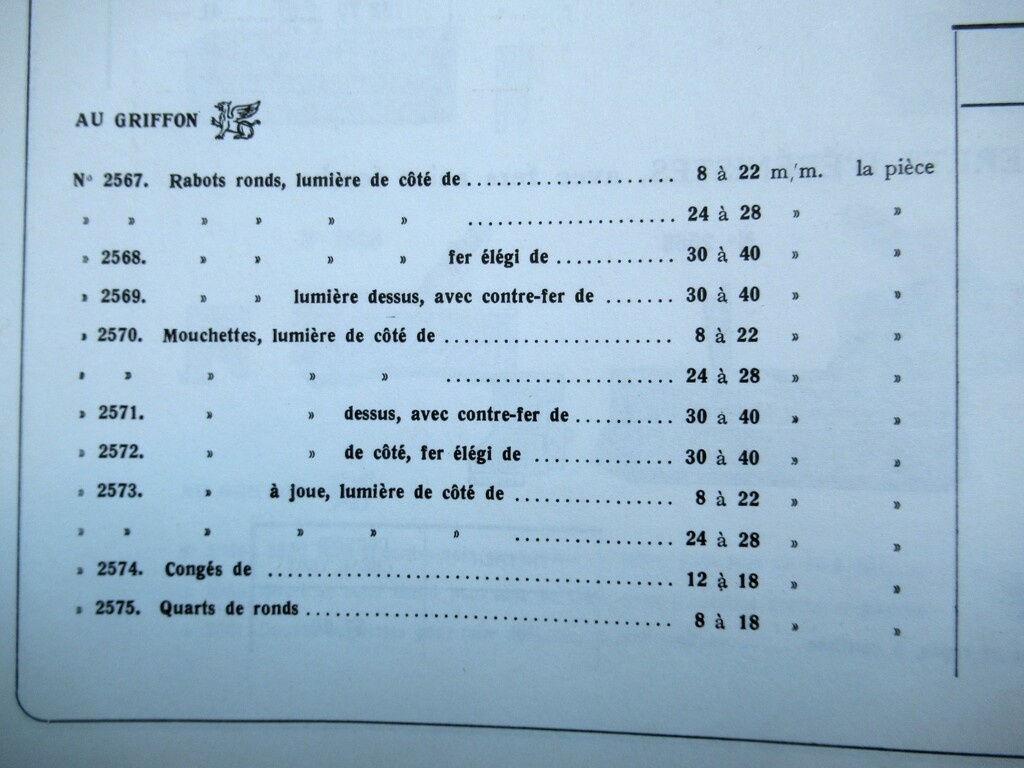 AU GRIFFON
N° 2567. Rabots ronds, lumière de côté de ........................ 8 à 22 m/m. la pièce
» » » » » » ........................ 24 à 28 » »
» 2568. » » » » fer élégi de ............ 30 à 40 » »
» 2569. » » lumière dessus, avec contre-fer de ....... 30 à 40 » »
» 2570. Mouchettes, lumière de côté de .......................... 8 à 22 » »
» » » » » .......................... 24 à 28 » »
» 2571. » » dessus, avec contre-fer de ........... 30 à 40 » »
» 2572. » » de côté, fer élégi de ............... 30 à 40 » »
» 2573. » à joue, lumière de côté de .................. 8 à 22 » »
» » » » » » .................. 24 à 28 » »
» 2574. Congés de .............................................. 12 à 18 » »
» 2575. Quarts de ronds .......................................... 8 à 18 » »